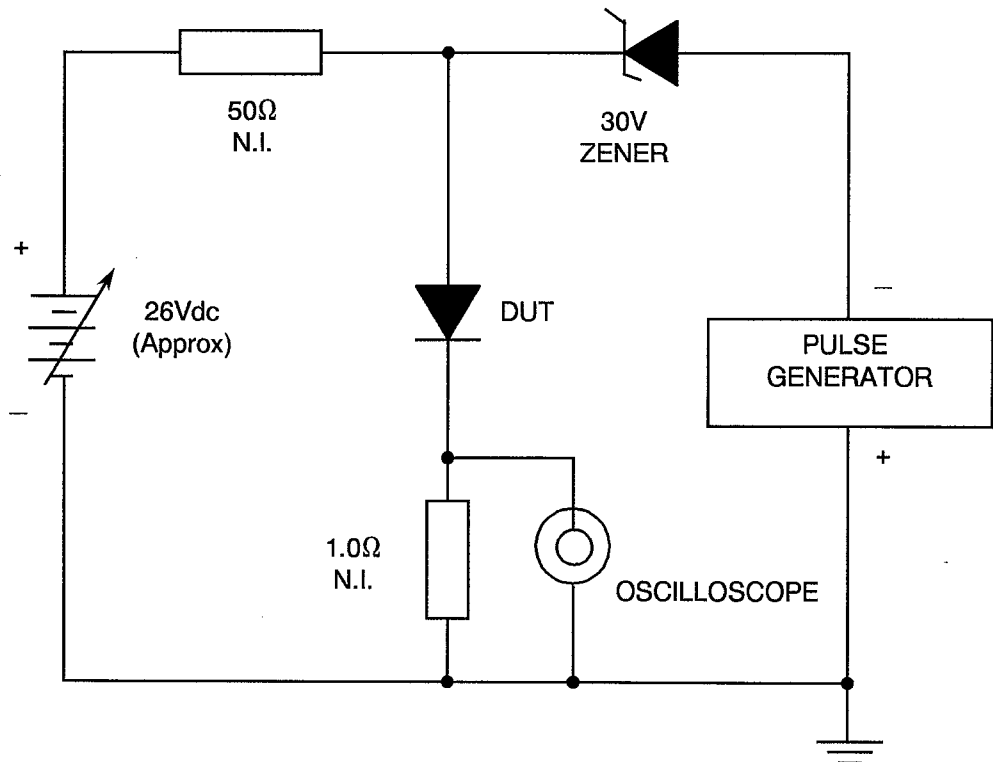 50Ω
N.I.
30V
ZENER
+
26Vdc
(Approx)
—
DUT
—
PULSE
GENERATOR
+
1.0Ω
N.I.
OSCILLOSCOPE